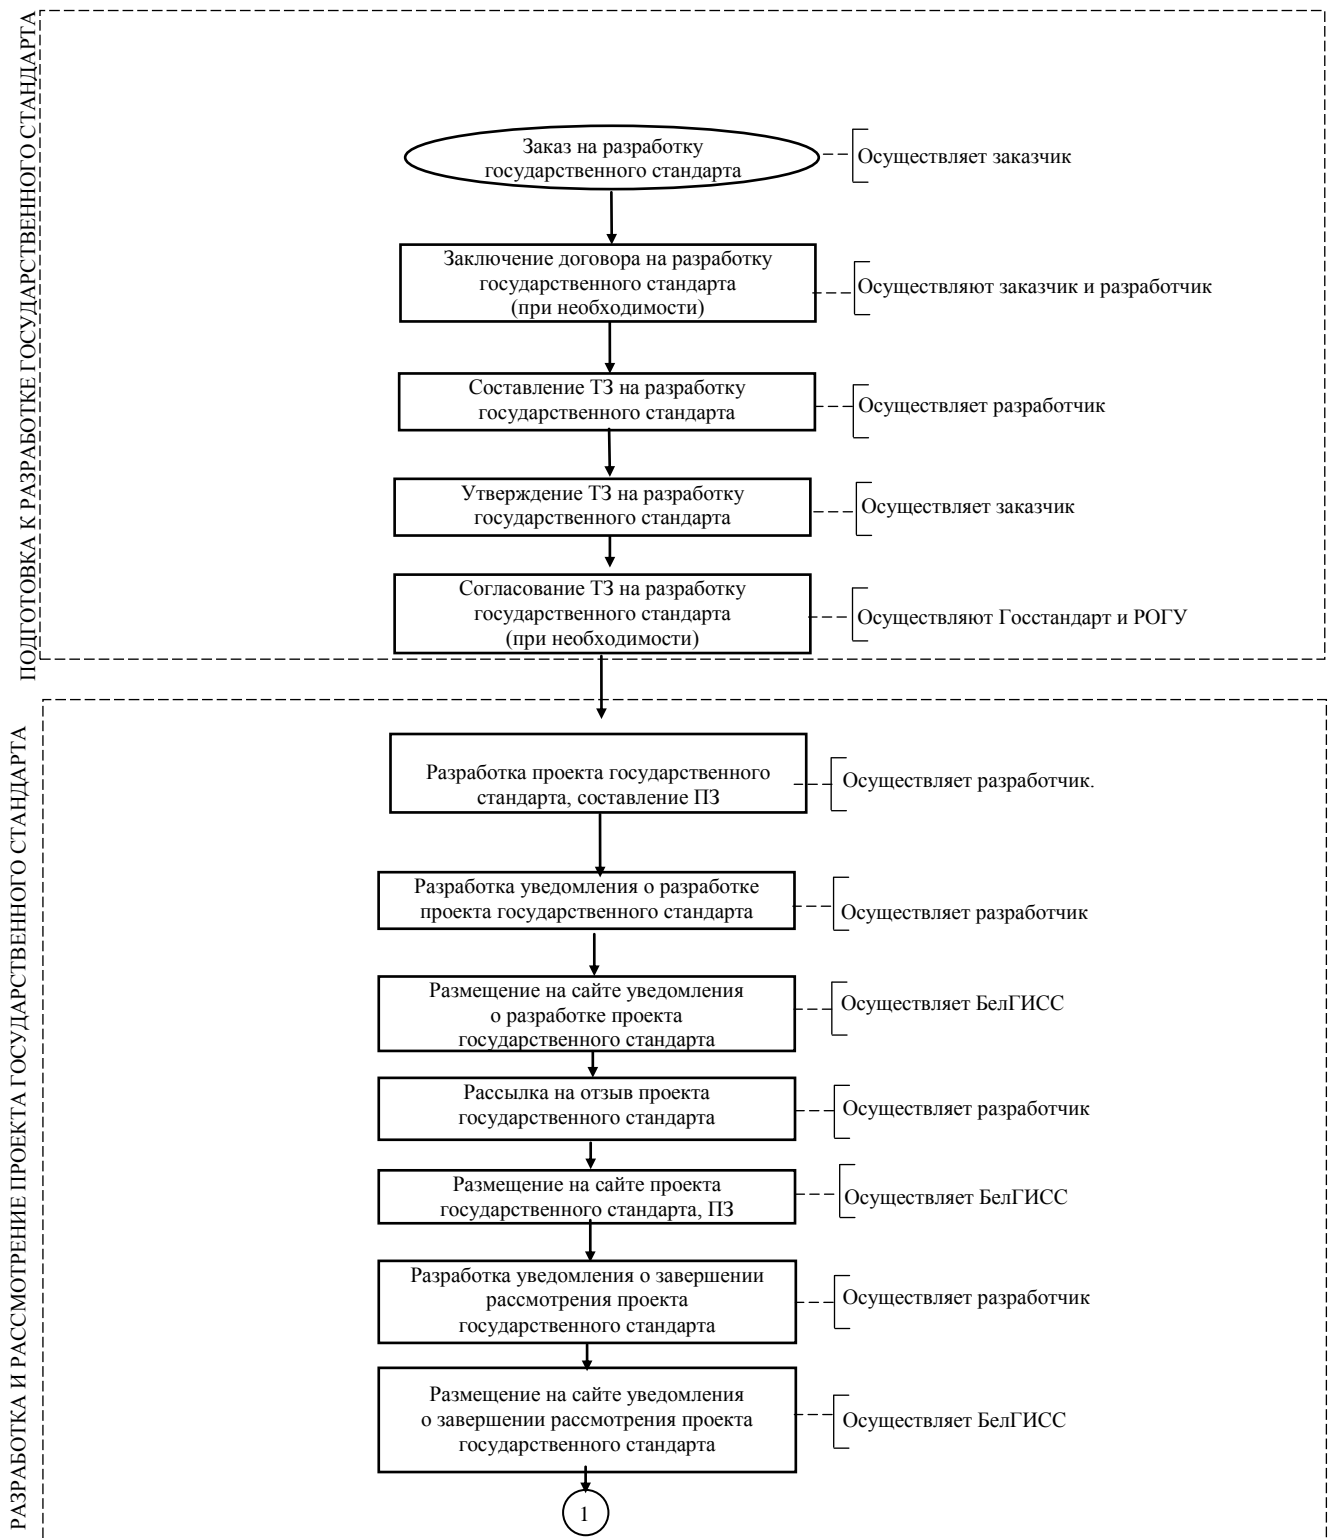 ПОДГОТОВКА К РАЗРАБОТКЕ ГОСУДАРСТВЕННОГО СТАНДАРТА
Заказ на разработку
государственного стандарта
Осуществляет заказчик
Заключение договора на разработку
государственного стандарта
(при необходимости)
Осуществляют заказчик и разработчик
Составление ТЗ на разработку
государственного стандарта
Осуществляет разработчик
Утверждение ТЗ на разработку
государственного стандарта
Осуществляет заказчик
Согласование ТЗ на разработку
государственного стандарта
(при необходимости)
Осуществляют Госстандарт и РОГУ
РАЗРАБОТКА И РАССМОТРЕНИЕ ПРОЕКТА ГОСУДАРСТВЕННОГО СТАНДАРТА
Разработка проекта государственного
стандарта, составление ПЗ
Осуществляет разработчик.
Разработка уведомления о разработке
проекта государственного стандарта
Осуществляет разработчик
Размещение на сайте уведомления
о разработке проекта
государственного стандарта
Осуществляет БелГИСС
Рассылка на отзыв проекта
государственного стандарта
Осуществляет разработчик
Размещение на сайте проекта
государственного стандарта, ПЗ
Осуществляет БелГИСС
Разработка уведомления о завершении
рассмотрения проекта
государственного стандарта
Осуществляет разработчик
Размещение на сайте уведомления
о завершении рассмотрения проекта
государственного стандарта
Осуществляет БелГИСС
1